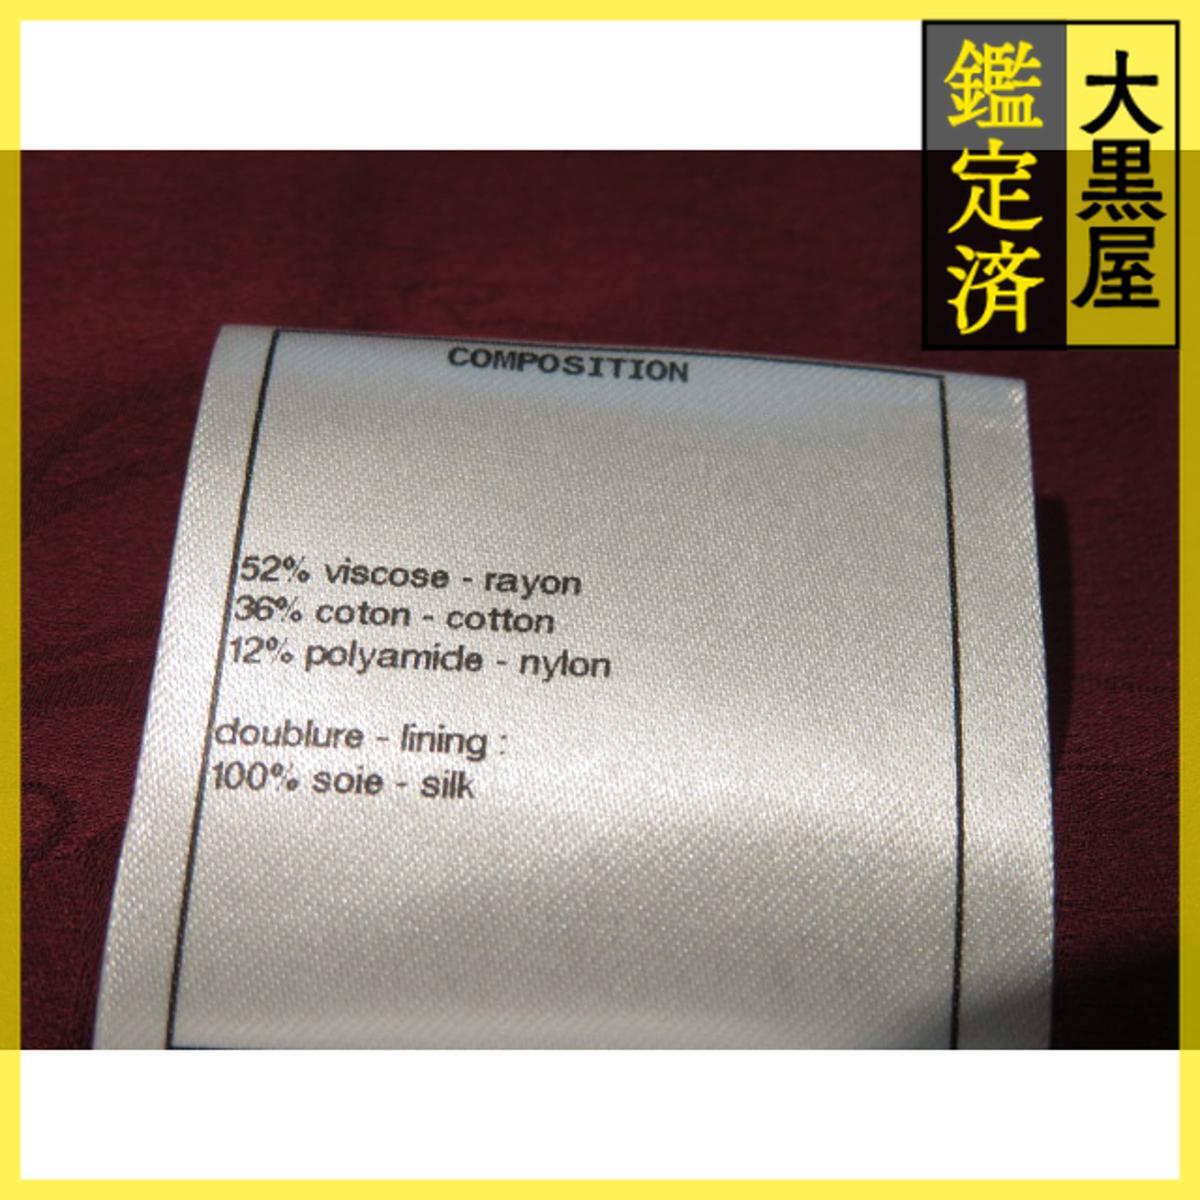 大黒屋
鑑定済
COMPOSITION
52% viscose - rayon
36% coton - cotton
12% polyamide - nylon
doublure - lining :
100% soie - silk